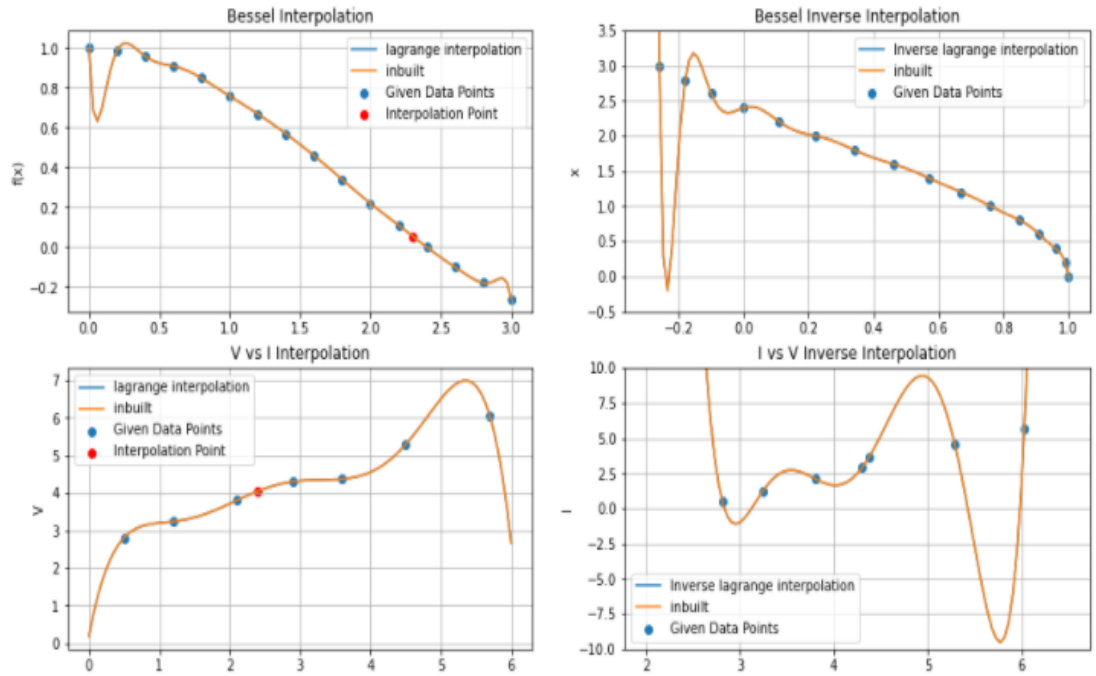 Bessel Interpolation
lagrange interpolation
inbuilt
Given Data Points
Interpolation Point
f(x)
1.0
0.8
0.6
0.4
0.2
0.0
−0.2
0.0 0.5 1.0 1.5 2.0 2.5 3.0
Bessel Inverse Interpolation
Inverse lagrange interpolation
inbuilt
Given Data Points
x
3.5
3.0
2.5
2.0
1.5
1.0
0.5
0.0
−0.5
−0.2 0.0 0.2 0.4 0.6 0.8 1.0
V vs I Interpolation
lagrange interpolation
inbuilt
Given Data Points
Interpolation Point
V
7
6
5
4
3
2
1
0
0 1 2 3 4 5 6
I vs V Inverse Interpolation
Inverse lagrange interpolation
inbuilt
Given Data Points
I
10.0
7.5
5.0
2.5
0.0
−2.5
−5.0
−7.5
−10.0
2 3 4 5 6